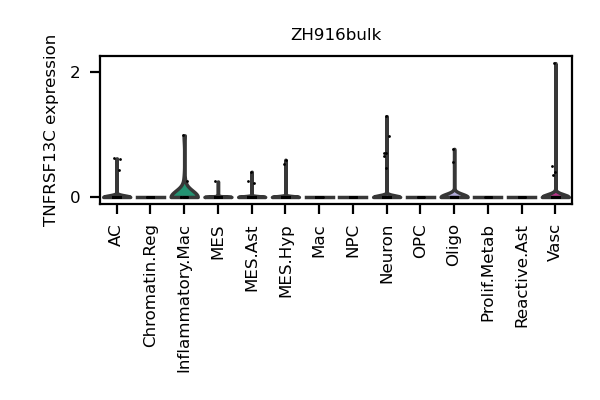 ZH916bulk
TNFRSF13C expression
2
0
AC
Chromatin.Reg
Inflammatory.Mac
MES
MES.Ast
MES.Hyp
Mac
NPC
Neuron
OPC
Oligo
Prolif.Metab
Reactive.Ast
Vasc